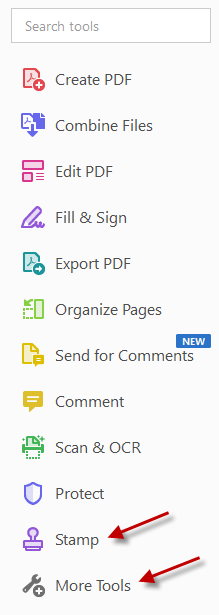 Search tools
Create PDF
Combine Files
Edit PDF
Fill & Sign
Export PDF
Organize Pages
NEW
Send for Comments
Comment
Scan & OCR
Protect
Stamp
More Tools